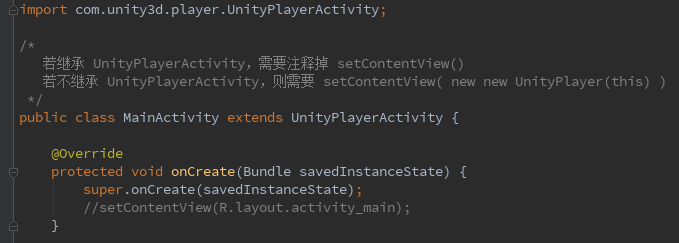 import com.unity3d.player.UnityPlayerActivity;
/*
若继承 UnityPlayerActivity，需要注释掉 setContentView()
若不继承 UnityPlayerActivity，则需要 setContentView( new new UnityPlayer(this) )
*/
public class MainActivity extends UnityPlayerActivity {
@Override
protected void onCreate(Bundle savedInstanceState) {
super.onCreate(savedInstanceState);
//setContentView(R.layout.activity_main);
}